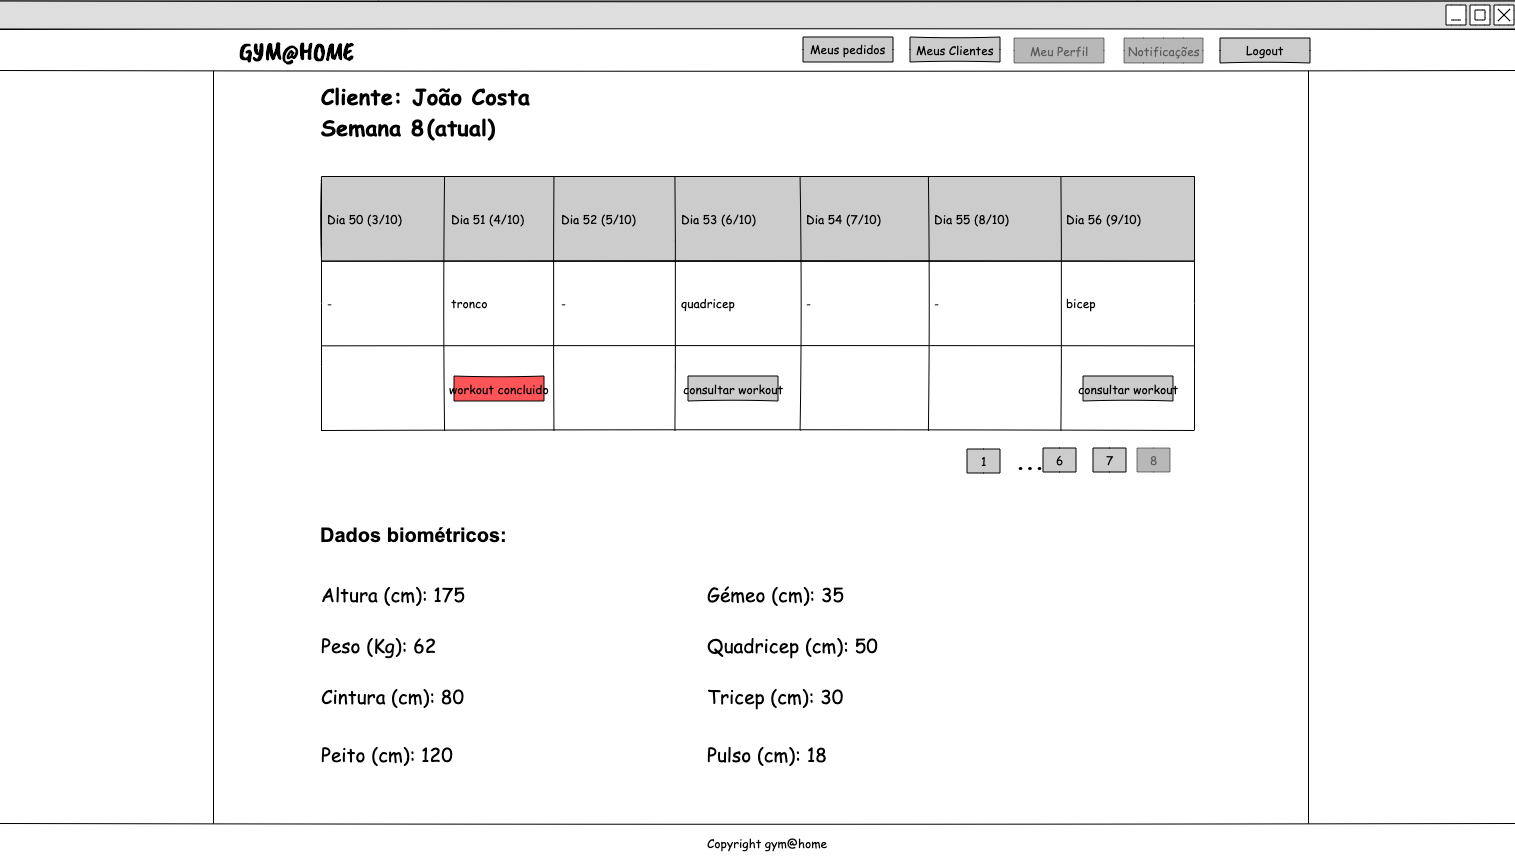 GYM@HOME Meus pedidos Meus Clientes Meu Perfil Notificações Logout
Cliente: João Costa
Semana 8(atual)
Dia 50 (3/10) Dia 51 (4/10) Dia 52 (5/10) Dia 53 (6/10) Dia 54 (7/10) Dia 55 (8/10) Dia 56 (9/10)
- tronco - quadricep - - bicep
workout concluido consultar workout consultar workout
1 ... 6 7 8
Dados biométricos:
Altura (cm): 175 Gémeo (cm): 35
Peso (Kg): 62 Quadricep (cm): 50
Cintura (cm): 80 Tricep (cm): 30
Peito (cm): 120 Pulso (cm): 18
Copyright gym@home